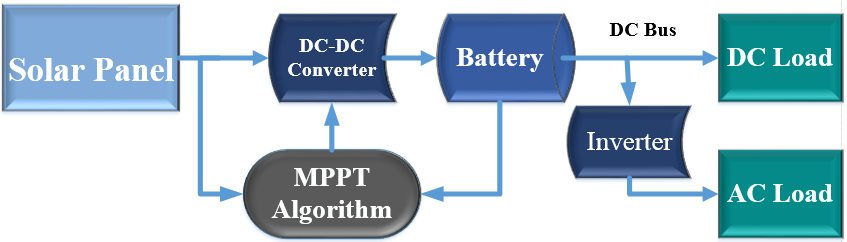 Solar Panel
DC-DC
Converter
Battery
DC Bus
DC Load
Inverter
MPPT
Algorithm
AC Load